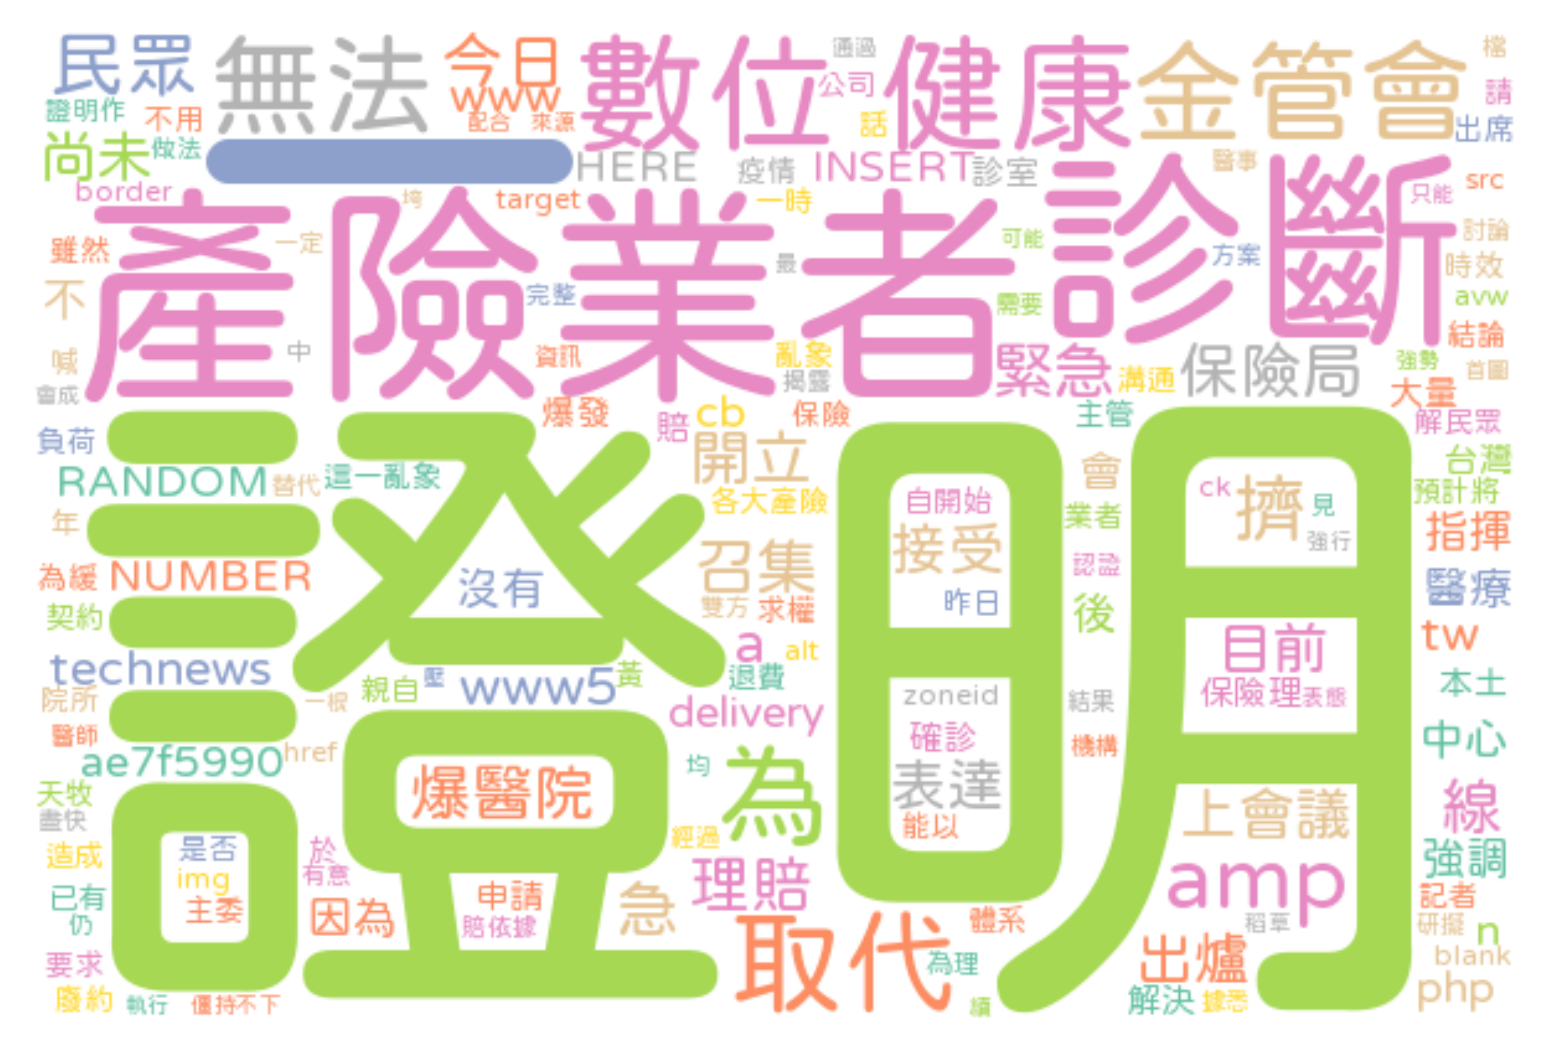 民眾 無法 今日 數位 通過 健康 金管會 檔
證明作 不用 www 公司 請
配合 來源 話 出席
尚未 做法 HERE 疫情 INSERT 診室 醫事
border 垮 target 一時 診斷 只能 src
產險業者
雖然 一定 最 可能 方案 討論
不 完整 需要 時效
avw
喊 中 資訊 亂象 緊急 溝通 保險局 結論
強勢 首圖
會成 揭露 大量
爆發 賠 cb 保險 主管 解民眾
負荷 證明 開立 會 台灣
RANDOM 替代 這一亂象 各大產險 自開始 ck 擠 見 預計將
年 接受 業者 強行 指揮
為緩 NUMBER 沒有 召集 認證 醫療
契約 雙方 求權 昨日 後
technews a alt 目前 tw
院所 一根 親自 壓 www5 黃 退費 zoneid 結果 保險理 表態 本土
醫師 delivery 確診 機構 中心
ae7f5990 href 均 為 表達
天牧 爆醫院 上會議 線
盡快 能以
造成 是否 於 經過 強調
img 有意 理賠 amp
已有 主委 因為 申請 急 記者
仍 賠依據 取代 體系 稻草 研擬 n
要求 為理 出爐 blank
廢約 執行 僵持不下 續 解決 據悉 php